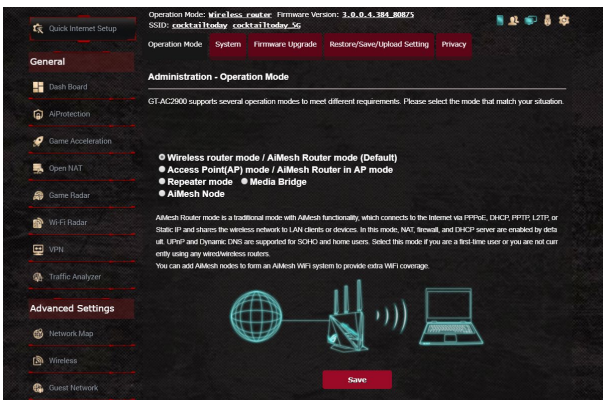 Operation Mode: Wireless router Firmware Version: 3.0.0.4.384_80875
SSID: cocktailtoday cocktailtoday_5G
Quick Internet Setup
General
Dash Board
AiProtection
Game Acceleration
Open NAT
Game Radar
Wi-Fi Radar
VPN
Traffic Analyzer
Advanced Settings
Network Map
Wireless
Guest Network
Operation Mode System Firmware Upgrade Restore/Save/Upload Setting Privacy
Administration - Operation Mode
GT-AC2900 supports several operation modes to meet different requirements. Please select the mode that match your situation.
Wireless router mode / AiMesh Router mode (Default)
Access Point(AP) mode / AiMesh Router in AP mode
Repeater mode Media Bridge
AiMesh Node
AiMesh Router mode is a traditional mode with AiMesh functionality, which connects to the Internet via PPPoE, DHCP, PPTP, L2TP, or
Static IP and shares the wireless network to LAN clients or devices. In this mode, NAT, firewall, and DHCP server are enabled by defa
ult. UPnP and Dynamic DNS are supported for SOHO and home users. Select this mode if you are a first-time user or you are not curr
ently using any wired/wireless routers.
You can add AiMesh nodes to form an AiMesh WiFi system to provide extra WiFi coverage.
Save